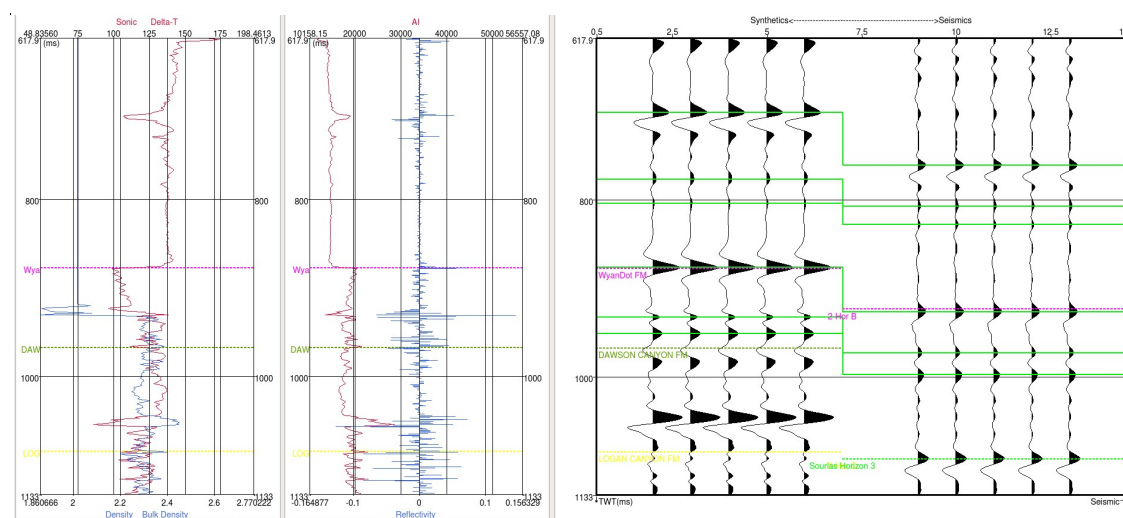 Sonic Delta-T
48.83560 75 100 125 150 175 198.4613
617.9 (ms) 617.9
800 800
Wya
DAW
1000 1000
LOG
1133 1133
1.860666 2 2.2 2.4 2.6 2.770222
Density Bulk Density
AI
10158.15 20000 30000 40000 50000 56557.08
617.9 (ms) 617.9
800 800
Wya
DAW
1000 1000
LOG
1133 1133
-0.164877 -0.1 0 0.1 0.156329
Reflectivity
Synthetics<---------------------->Seismics
0,5 2,5 5 7,5 10 12,5 15
617.9
800
WyanDot FM
2 Hor B
DAWSON CANYON FM
1000
LOGAN CANYON FM
Sourlas Horizon 3
1133
TWT(ms) Seismic